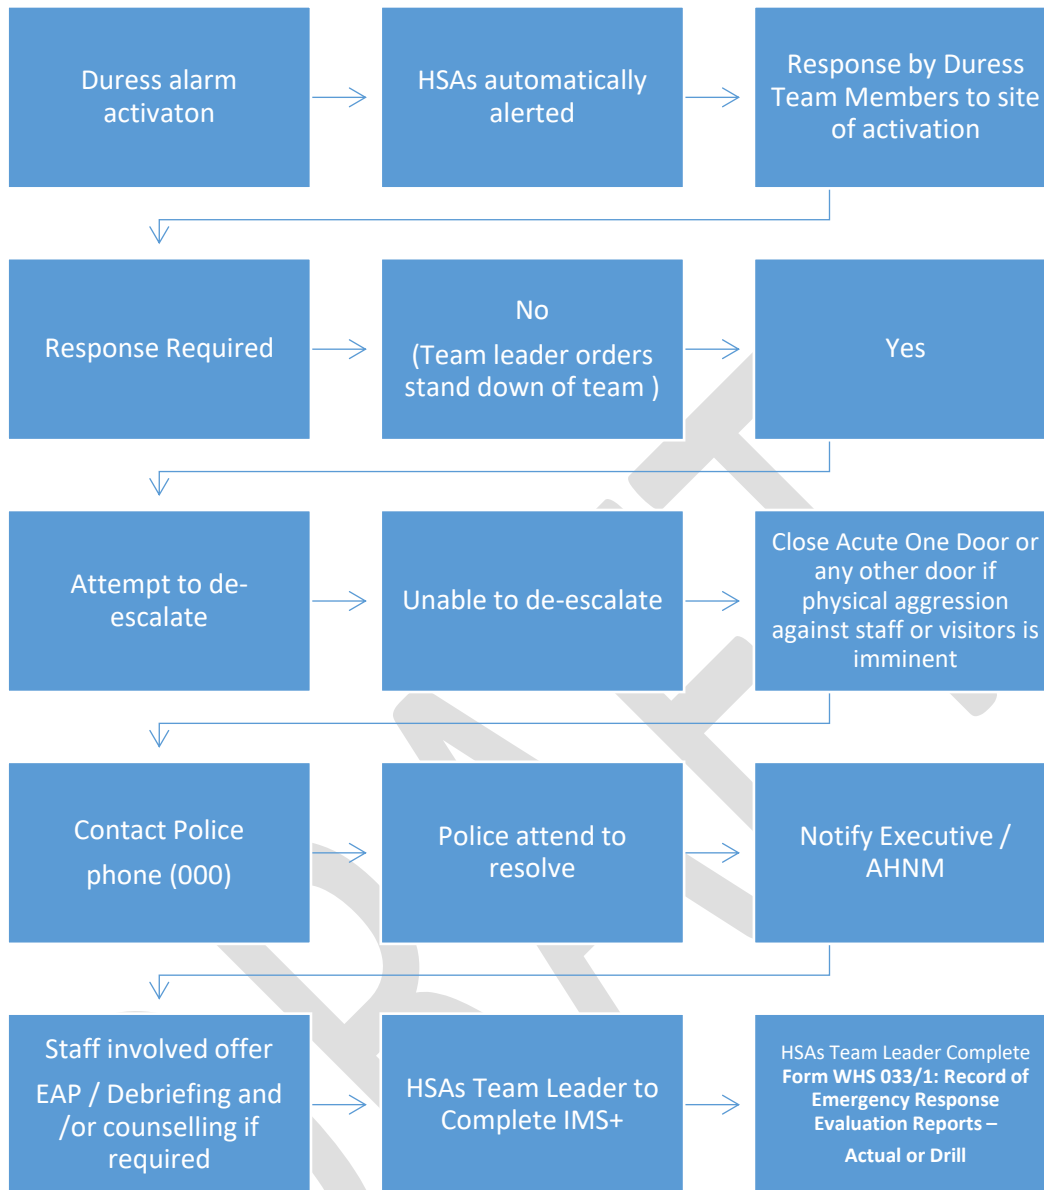 Duress alarm
activaton
HSAs automatically
alerted
Response by Duress
Team Members to site
of activation
Response Required
No
(Team leader orders
stand down of team )
Yes
Attempt to de-
escalate
Unable to de-escalate
Close Acute One Door or
any other door if
physical aggression
against staff or visitors is
imminent
Contact Police
phone (000)
Police attend to
resolve
Notify Executive /
AHNM
Staff involved offer
EAP / Debriefing and
/or counselling if
required
HSAs Team Leader to
Complete IMS+
HSAs Team Leader Complete
Form WHS 033/1: Record of
Emergency Response
Evaluation Reports –
Actual or Drill
DRAFT